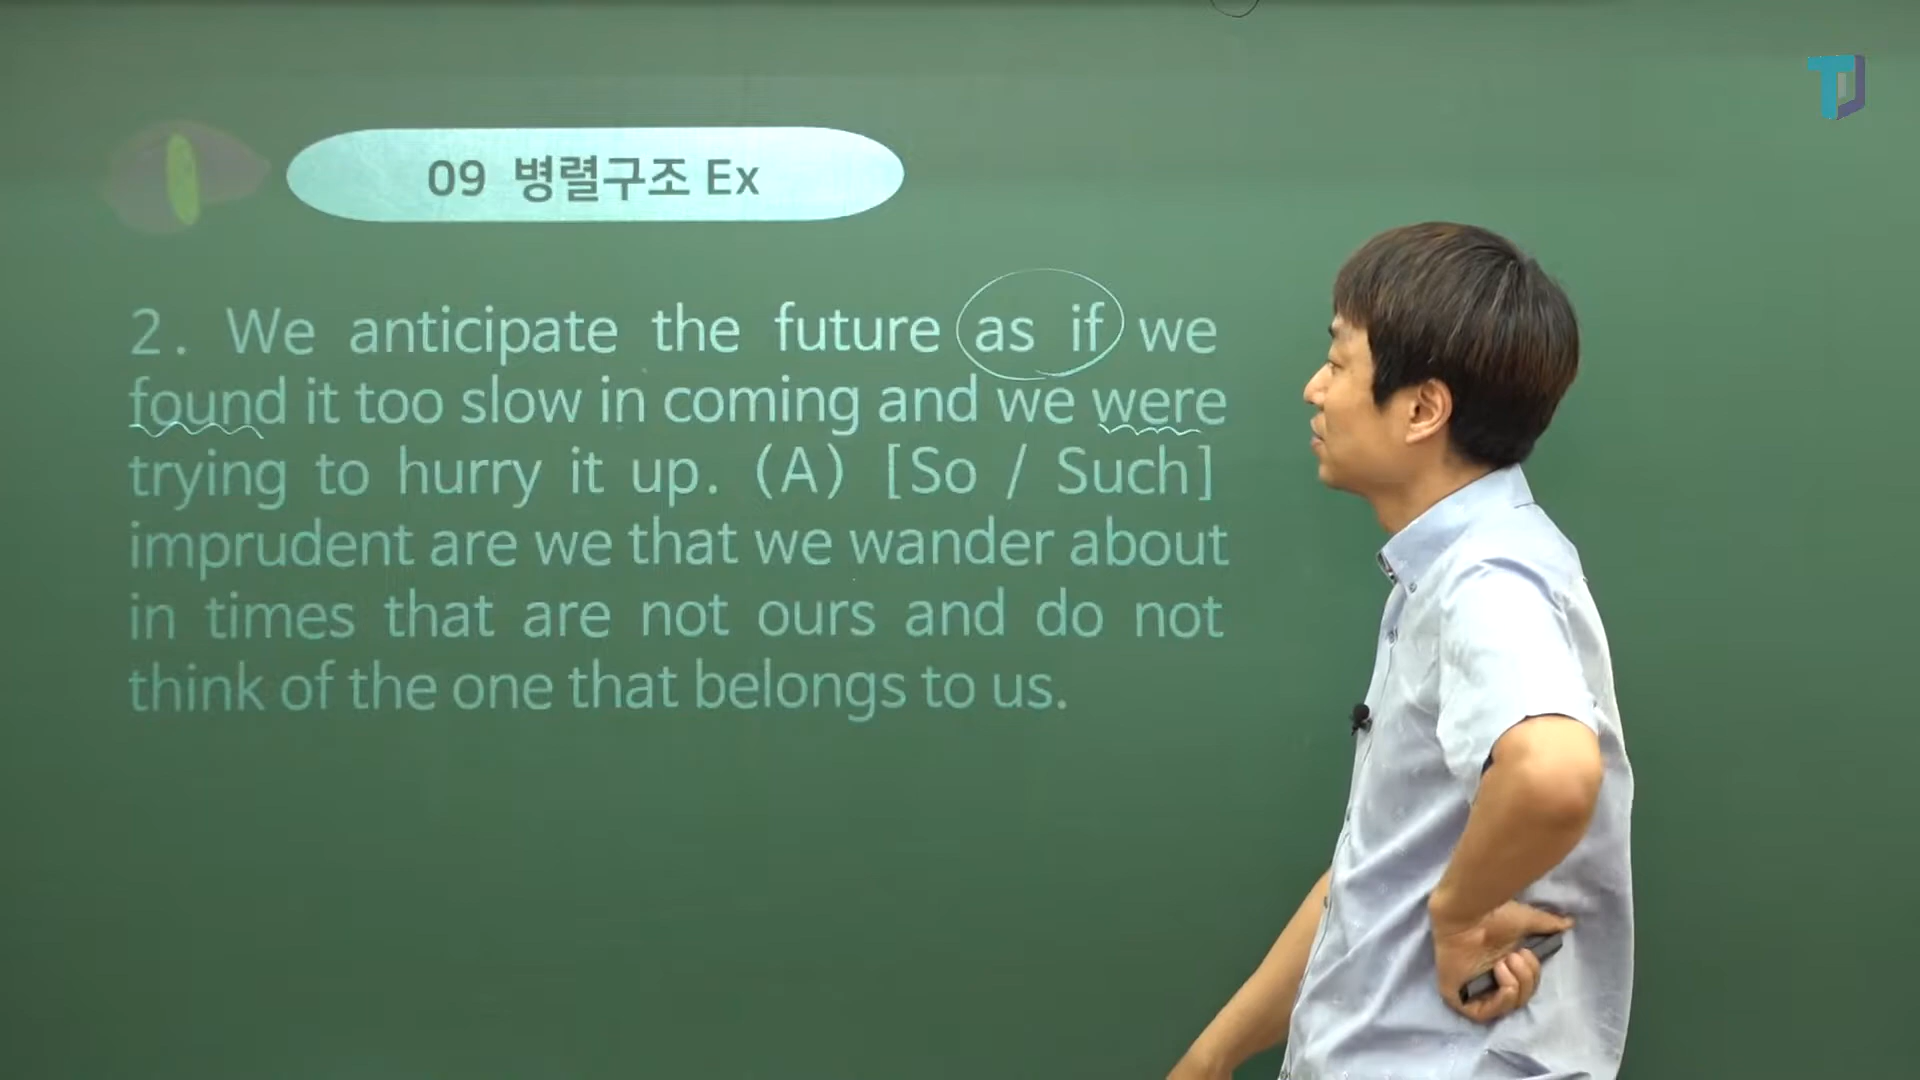 TJ
09 병렬구조 Ex
2. We anticipate the future as if we
found it too slow in coming and we were
trying to hurry it up. (A) [So / Such]
imprudent are we that we wander about
in times that are not ours and do not
think of the one that belongs to us.